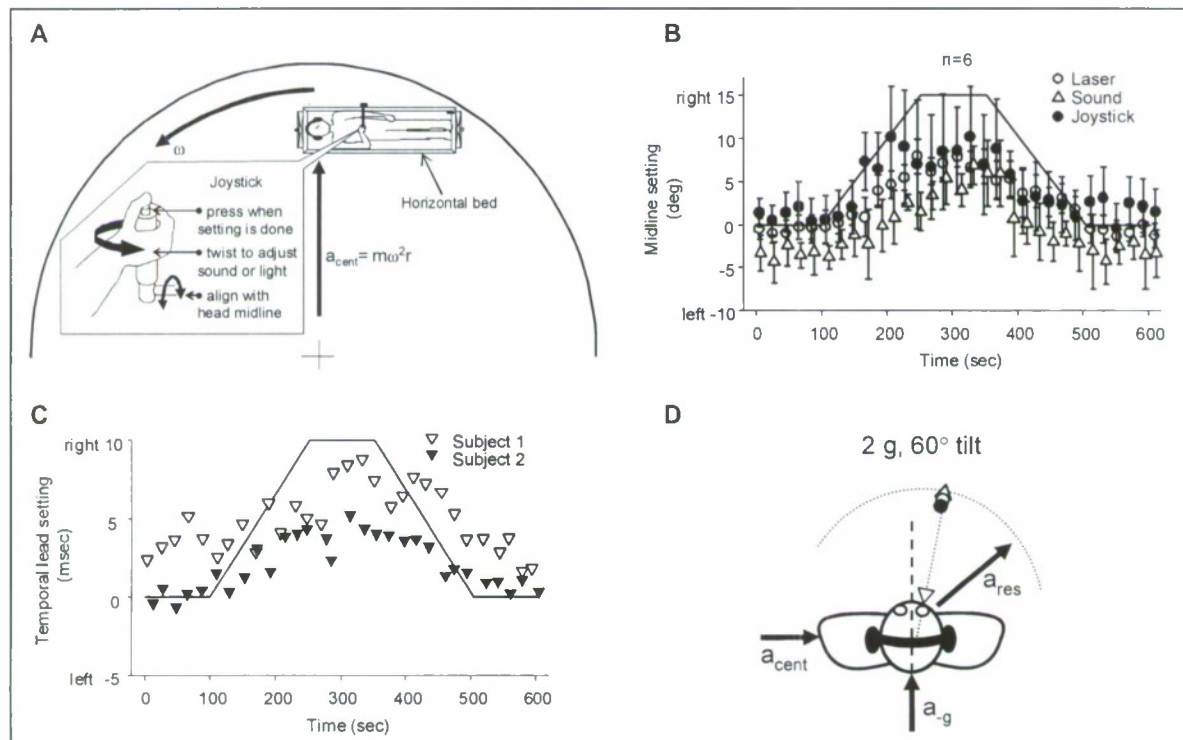 A
ω
Joystick
press when
setting is done
twist to adjust
sound or light
align with
head midline
Horizontal bed
a_cent = mω²r
B
n=6
Laser
Sound
Joystick
right 15
10
5
0
-5
left -10
Midline setting
(deg)
0 100 200 300 400 500 600
Time (sec)
C
right 10
5
0
left -5
Temporal lead setting
(msec)
Subject 1
Subject 2
0 100 200 300 400 500 600
Time (sec)
D
2 g, 60° tilt
a_res
a_cent
a_-g